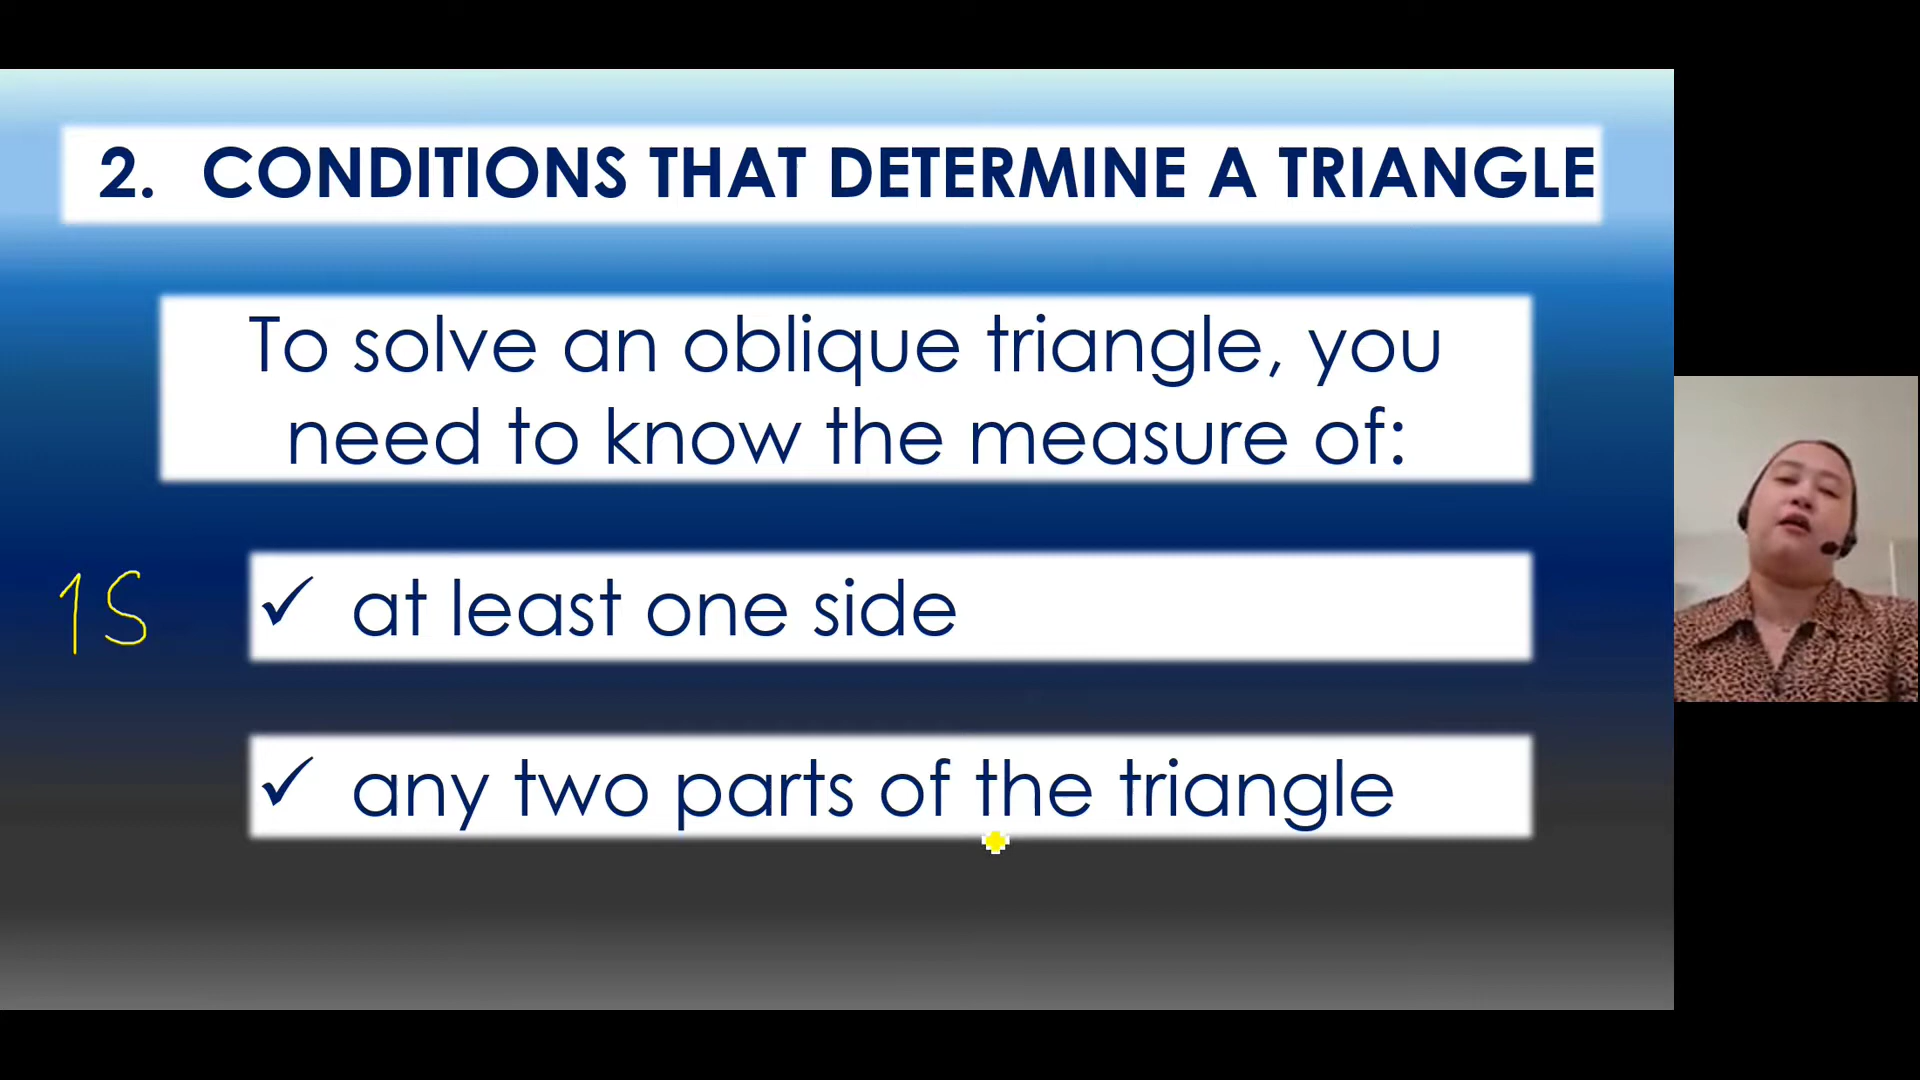 2. CONDITIONS THAT DETERMINE A TRIANGLE
To solve an oblique triangle, you
need to know the measure of:
1S
✓ at least one side
✓ any two parts of the triangle